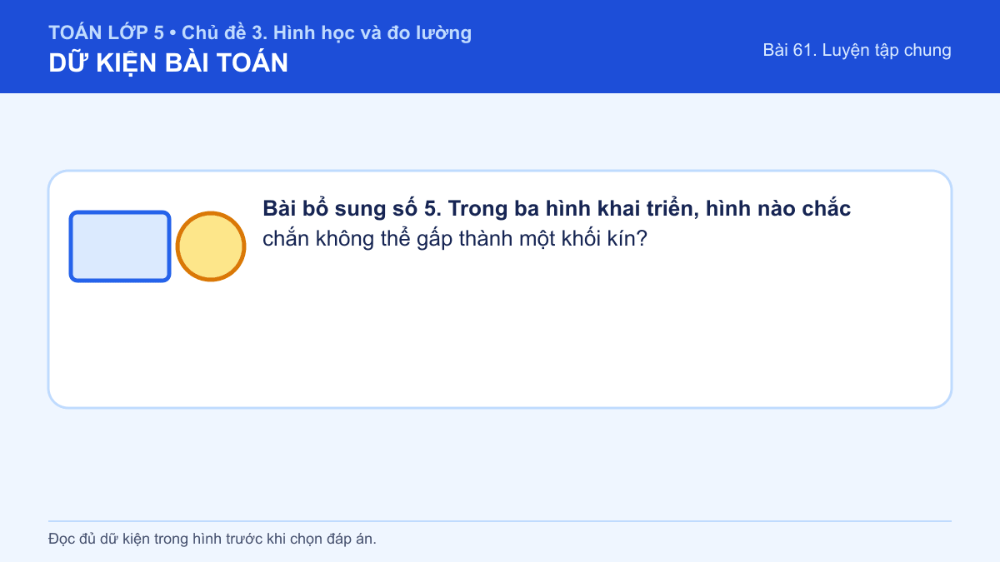 TOÁN LỚP 5 • Chủ đề 3. Hình học và đo lường
DỮ KIỆN BÀI TOÁN
Bài 61. Luyện tập chung
Bài bổ sung số 5. Trong ba hình khai triển, hình nào chắc
chắn không thể gấp thành một khối kín?
Đọc đủ dữ kiện trong hình trước khi chọn đáp án.